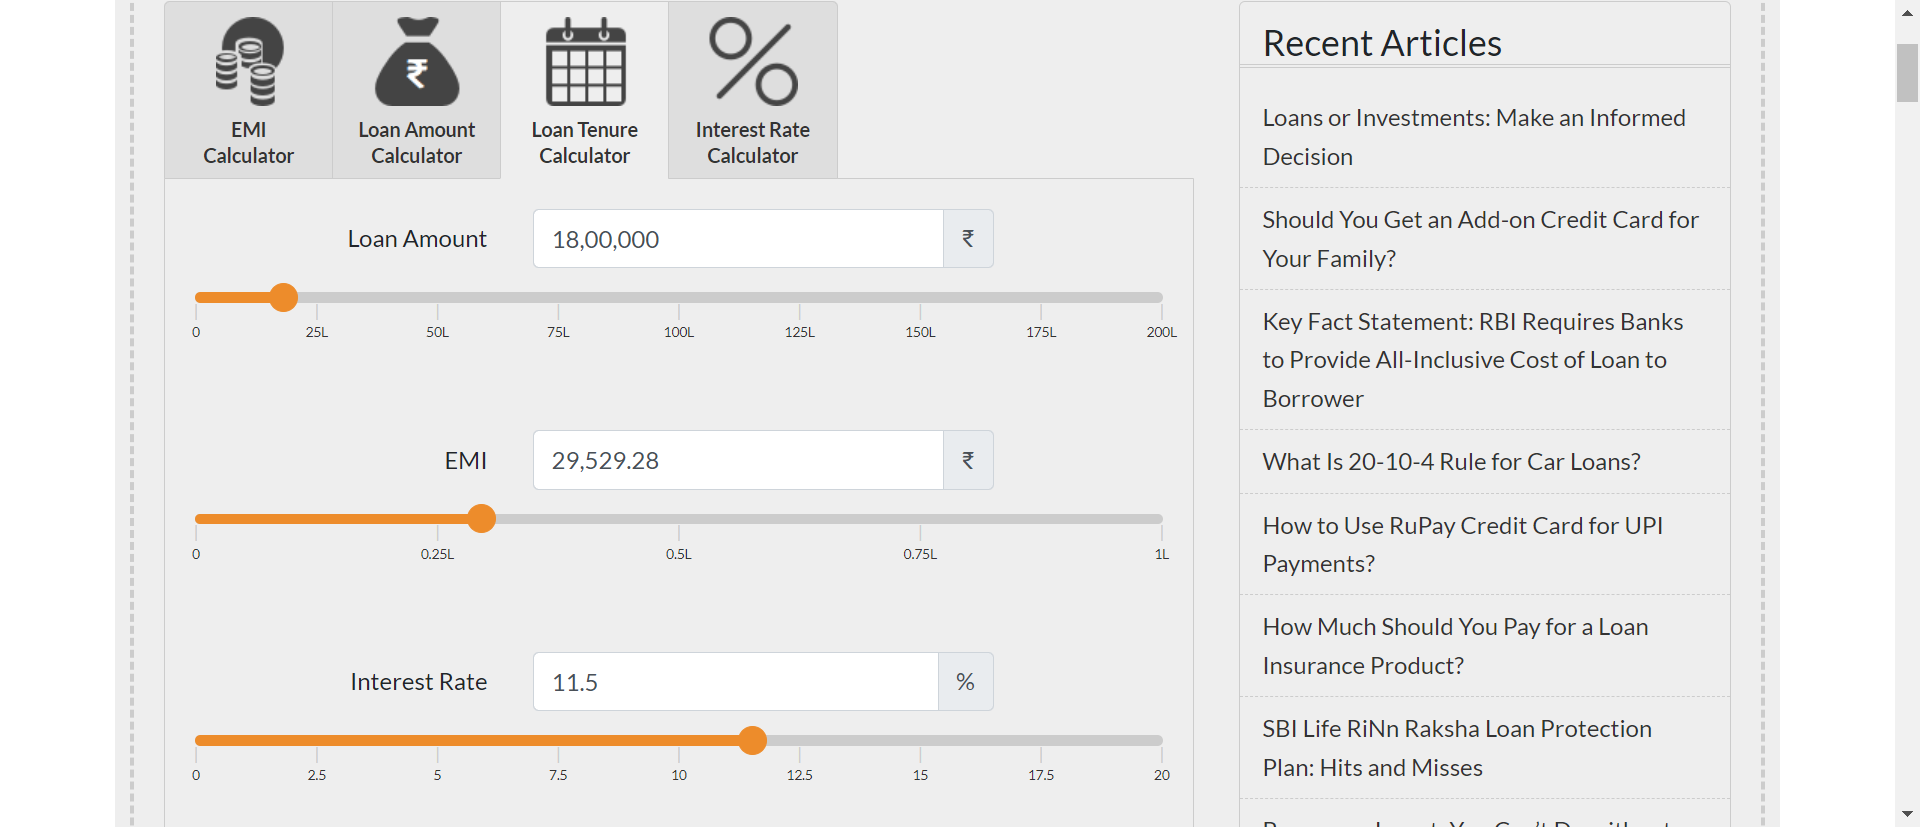 EMI
Calculator
Loan Amount
Calculator
Loan Tenure
Calculator
Interest Rate
Calculator
Loan Amount
18,00,000
₹
0 25L 50L 75L 100L 125L 150L 175L 200L
EMI
29,529.28
₹
0 0.25L 0.5L 0.75L 1L
Interest Rate
11.5
%
0 2.5 5 7.5 10 12.5 15 17.5 20
Recent Articles
Loans or Investments: Make an Informed
Decision
Should You Get an Add-on Credit Card for
Your Family?
Key Fact Statement: RBI Requires Banks
to Provide All-Inclusive Cost of Loan to
Borrower
What Is 20-10-4 Rule for Car Loans?
How to Use RuPay Credit Card for UPI
Payments?
How Much Should You Pay for a Loan
Insurance Product?
SBI Life RiNn Raksha Loan Protection
Plan: Hits and Misses